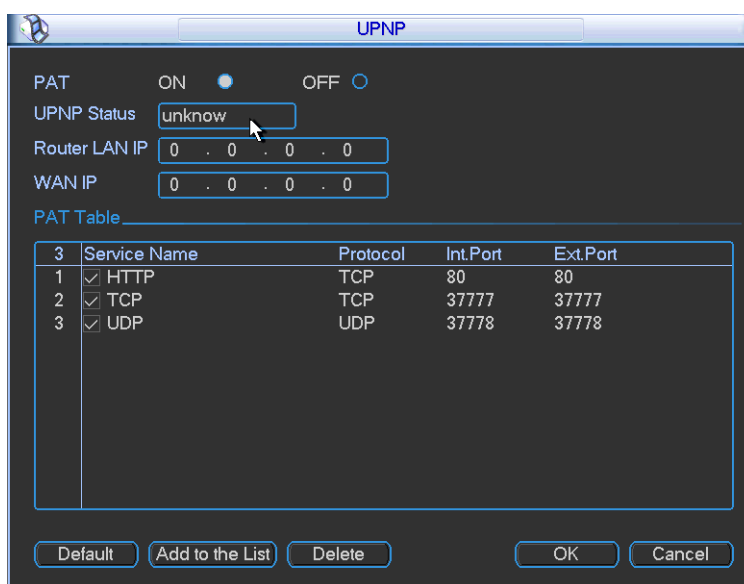 UPNP
PAT ON OFF
UPNP Status unknow
Router LAN IP 0 . 0 . 0 . 0
WAN IP 0 . 0 . 0 . 0
PAT Table
3 Service Name Protocol Int.Port Ext.Port
1 HTTP TCP 80 80
2 TCP TCP 37777 37777
3 UDP UDP 37778 37778
Default Add to the List Delete OK Cancel